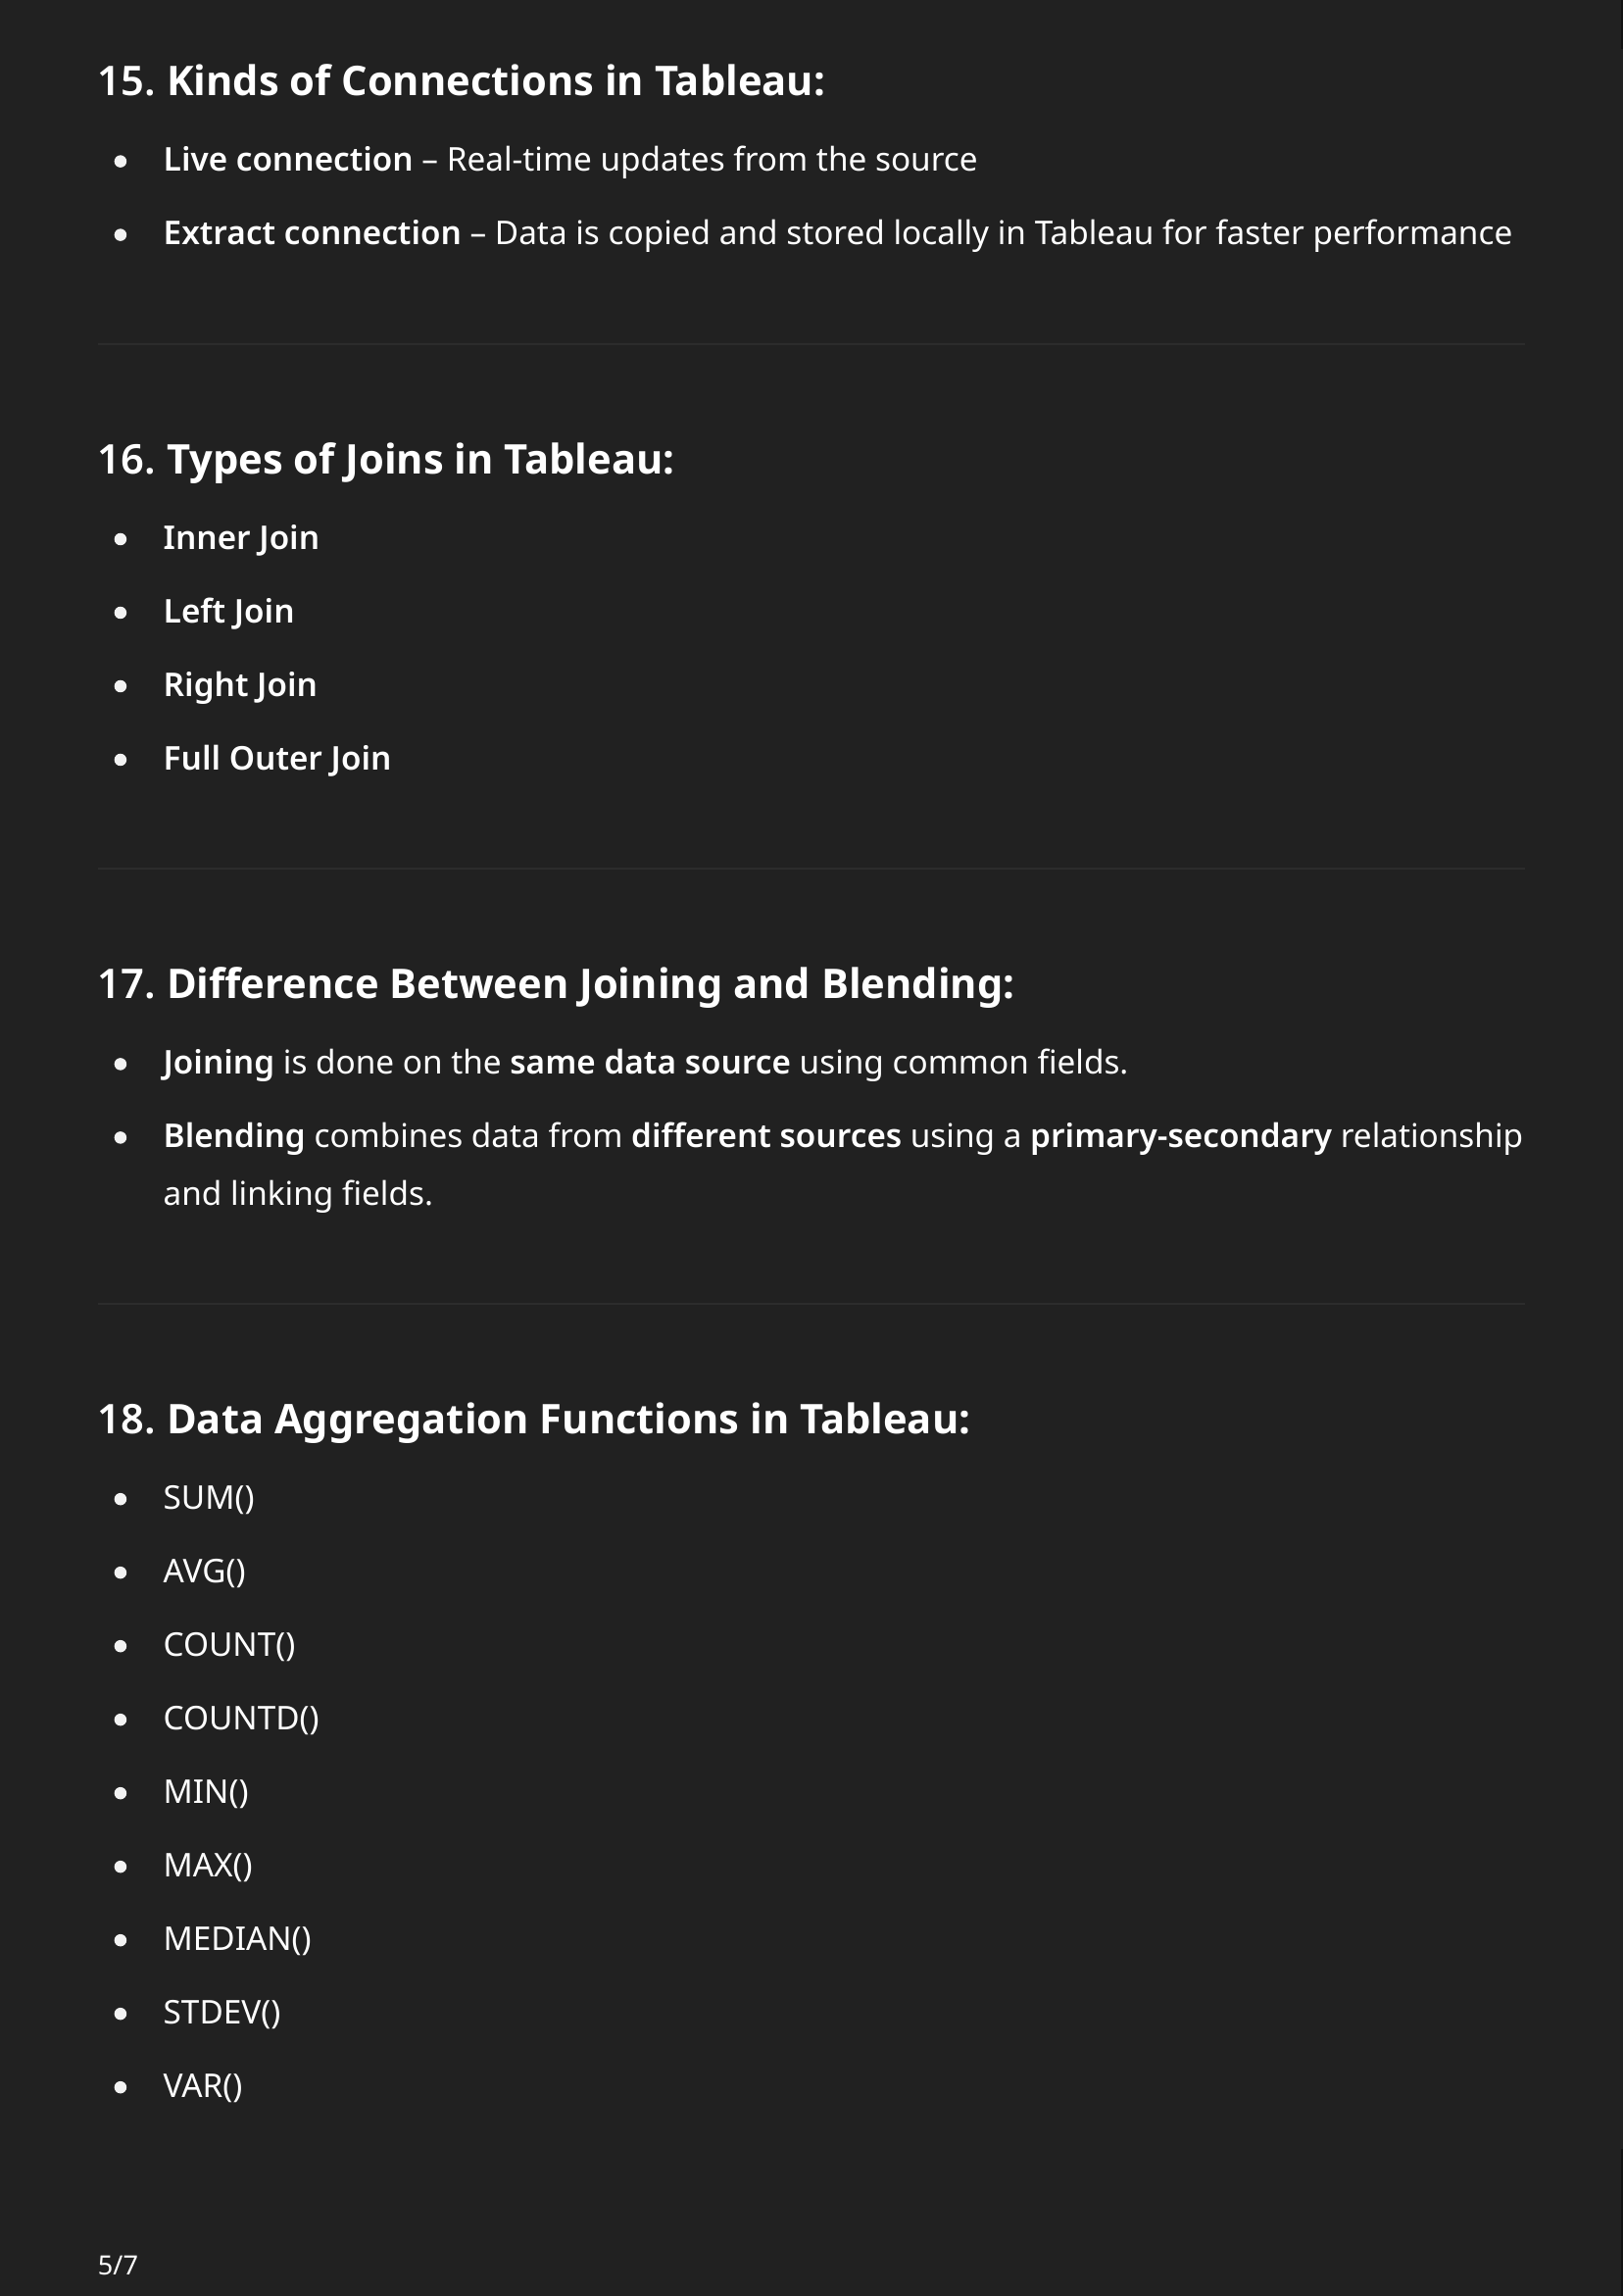 15. Kinds of Connections in Tableau:
● Live connection – Real-time updates from the source
● Extract connection – Data is copied and stored locally in Tableau for faster performance
16. Types of Joins in Tableau:
● Inner Join
● Left Join
● Right Join
● Full Outer Join
17. Difference Between Joining and Blending:
● Joining is done on the same data source using common fields.
● Blending combines data from different sources using a primary-secondary relationship
and linking fields.
18. Data Aggregation Functions in Tableau:
● SUM()
● AVG()
● COUNT()
● COUNTD()
● MIN()
● MAX()
● MEDIAN()
● STDEV()
● VAR()
5/7